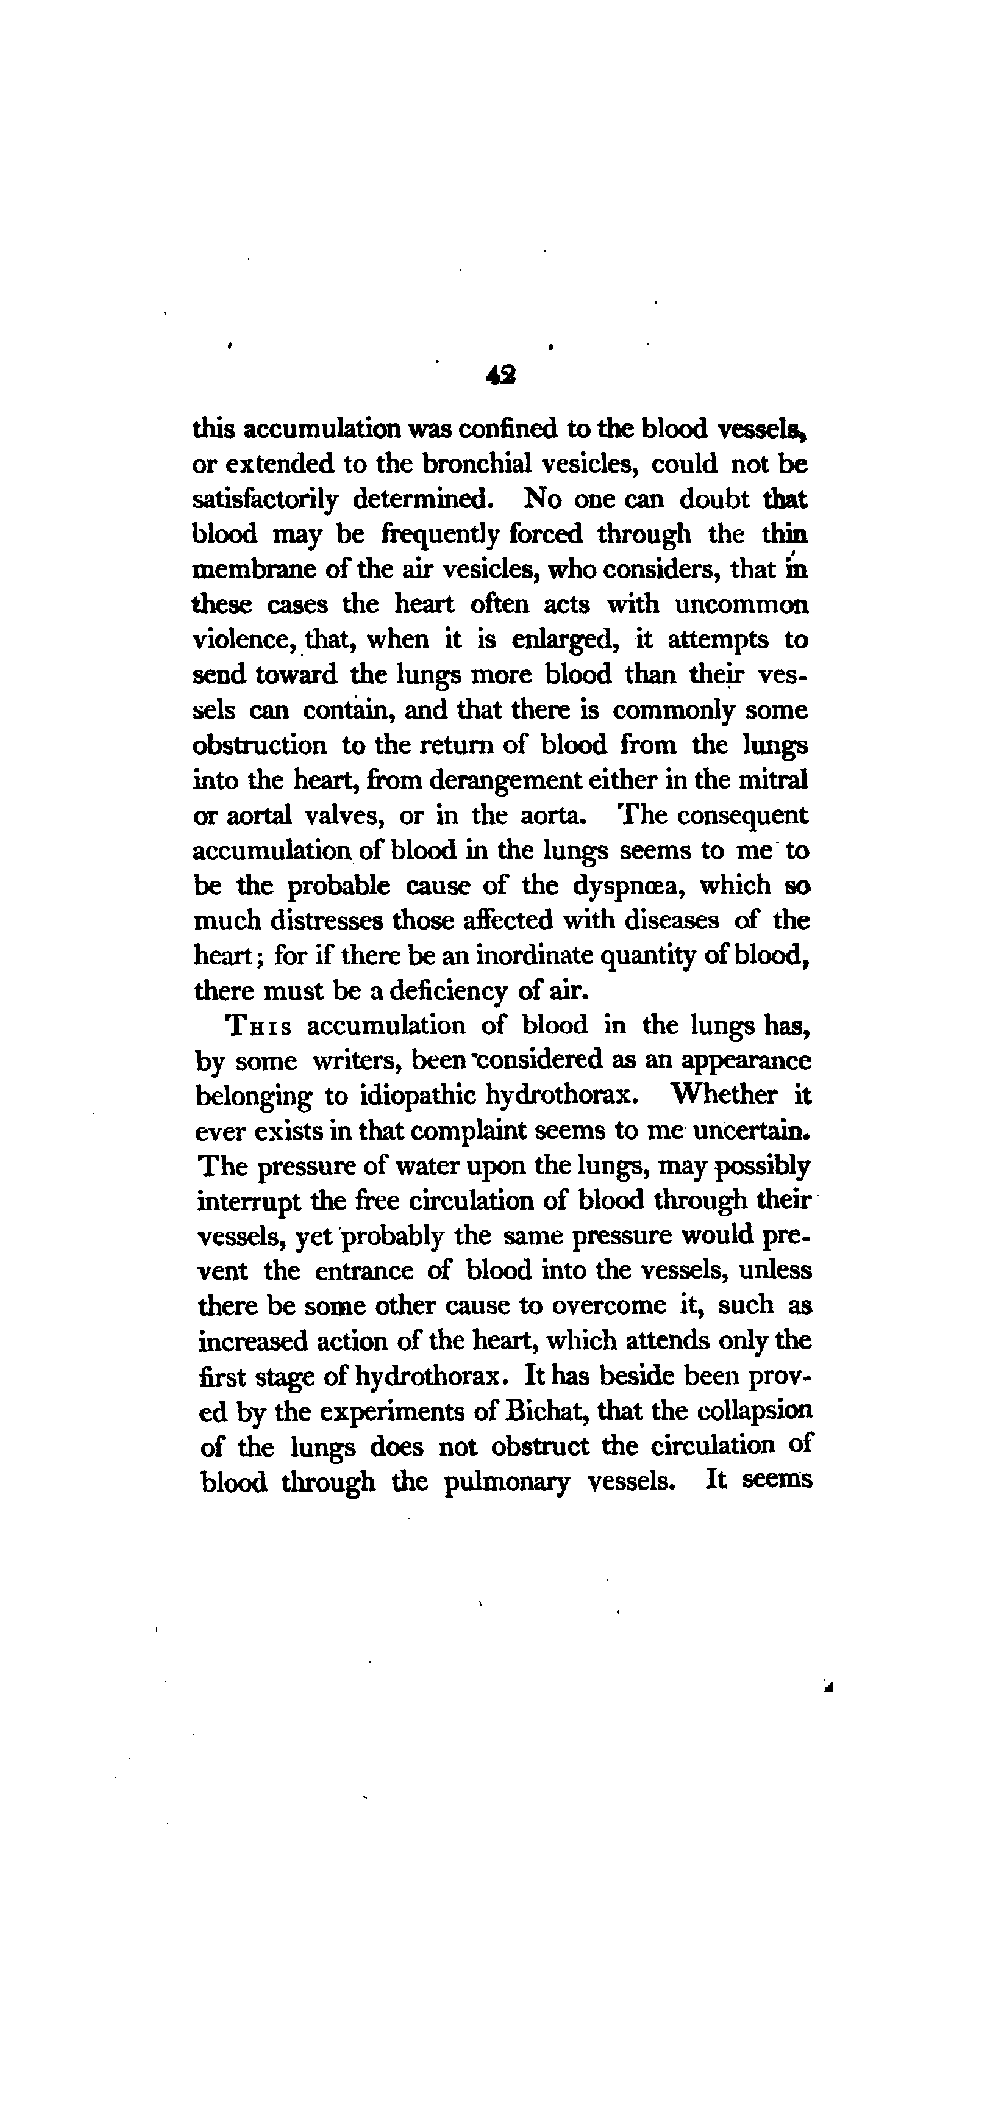 42
this accumulation was confined to the blood vessels,
or extended to the bronchial vesicles, could not be
satisfactorily determined. No one can doubt that
blood may be frequently forced through the thin
membrane of the air vesicles, who considers, that in
these cases the heart often acts with uncommon
violence, that, when it is enlarged, it attempts to
send toward the lungs more blood than their ves-
sels can contain, and that there is commonly some
obstruction to the return of blood from the lungs
into the heart, from derangement either in the mitral
or aortal valves, or in the aorta. The consequent
accumulation of blood in the lungs seems to me to
be the probable cause of the dyspnœa, which so
much distresses those affected with diseases of the
heart; for if there be an inordinate quantity of blood,
there must be a deficiency of air.
THIS accumulation of blood in the lungs has,
by some writers, been considered as an appearance
belonging to idiopathic hydrothorax. Whether it
ever exists in that complaint seems to me uncertain.
The pressure of water upon the lungs, may possibly
interrupt the free circulation of blood through their
vessels, yet probably the same pressure would pre-
vent the entrance of blood into the vessels, unless
there be some other cause to overcome it, such as
increased action of the heart, which attends only the
first stage of hydrothorax. It has beside been prov-
ed by the experiments of Bichat, that the collapsion
of the lungs does not obstruct the circulation of
blood through the pulmonary vessels. It seems